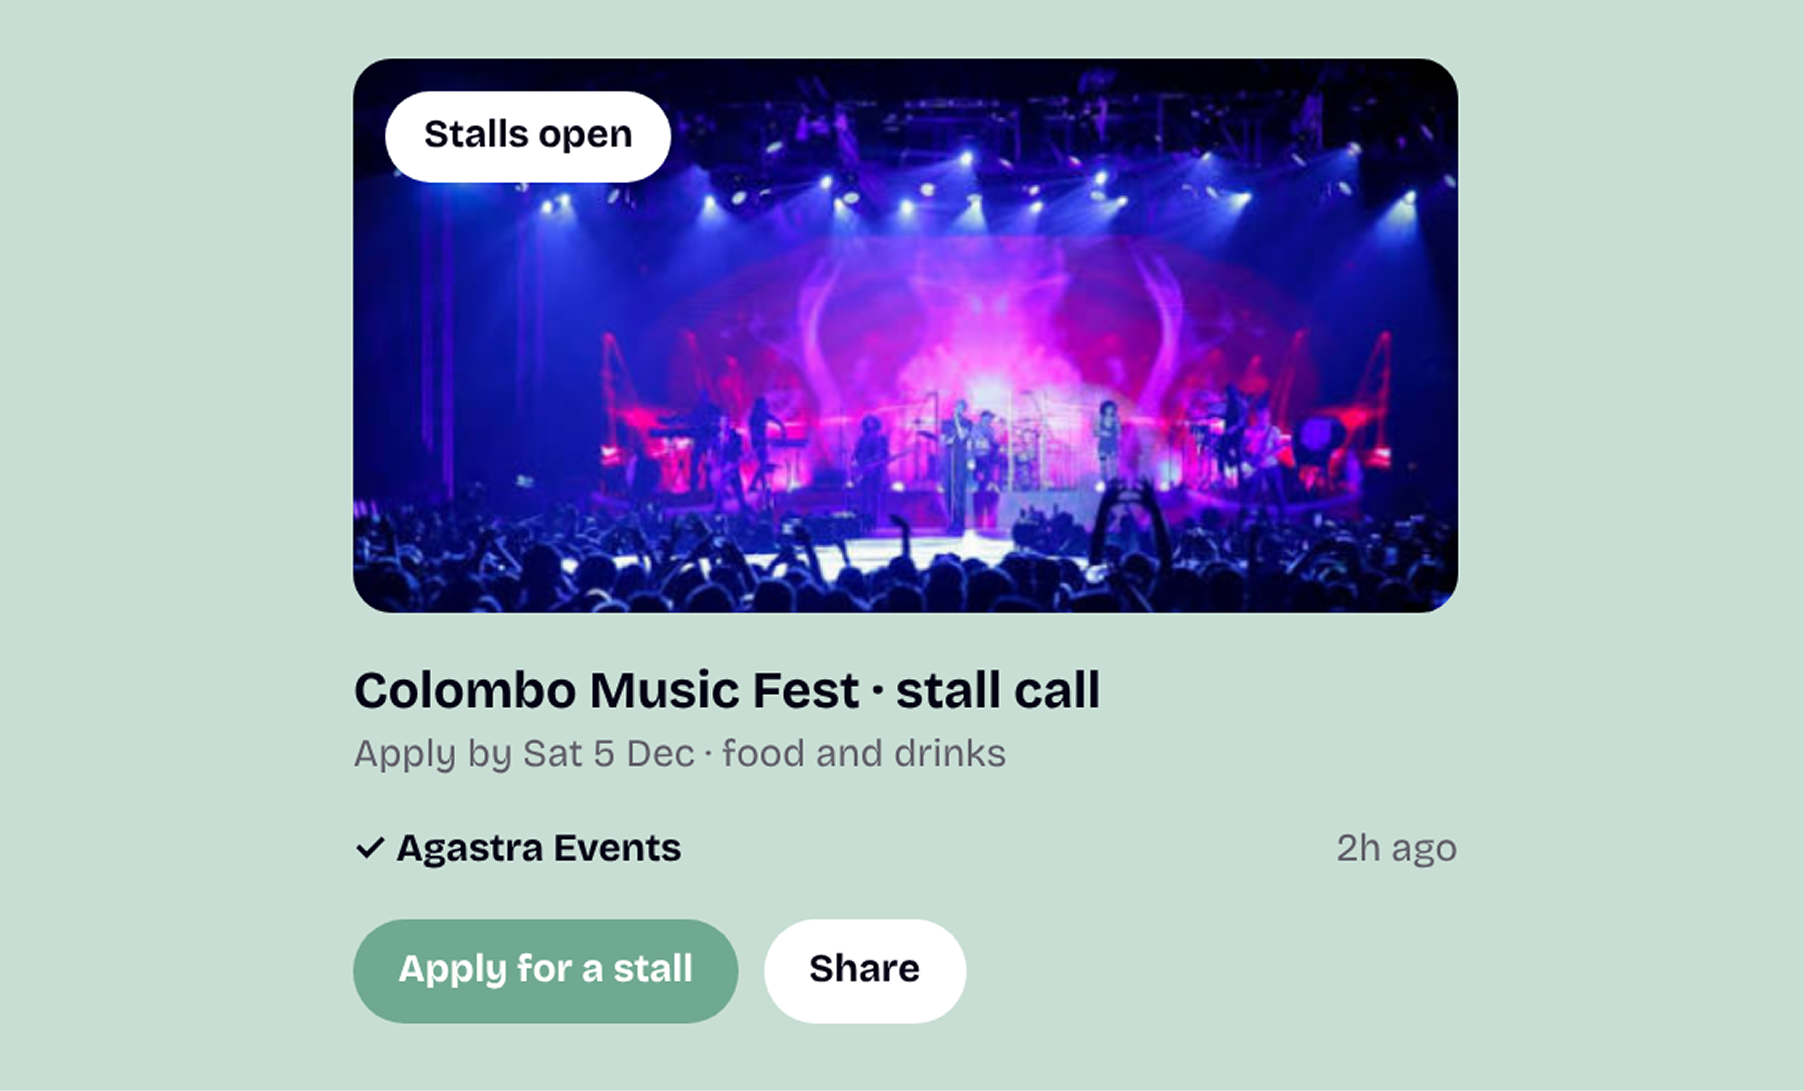 Stalls open
Colombo Music Fest · stall call
Apply by Sat 5 Dec · food and drinks
✓ Agastra Events
2h ago
Apply for a stall
Share